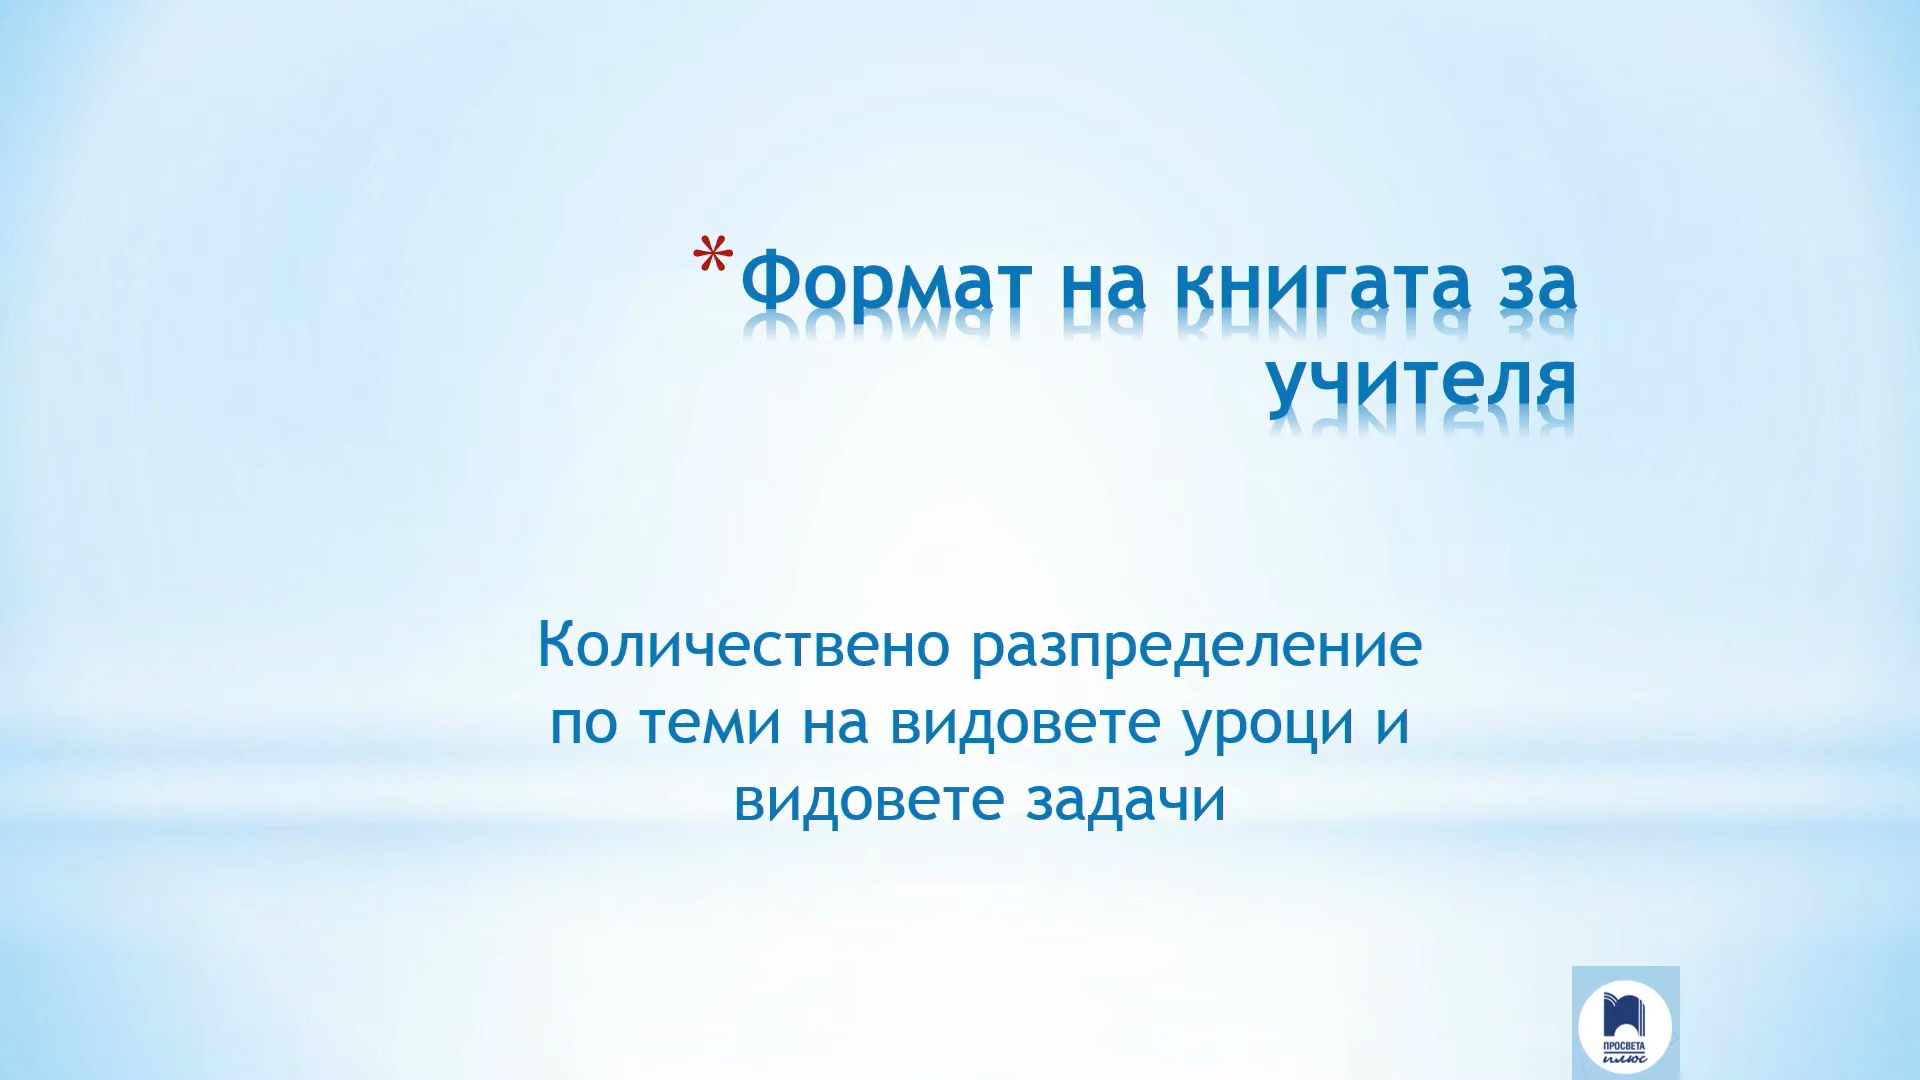 *Формат на книгата за
учителя
Количествено разпределение
по теми на видовете уроци и
видовете задачи
ПРОСВЕТА
плюс